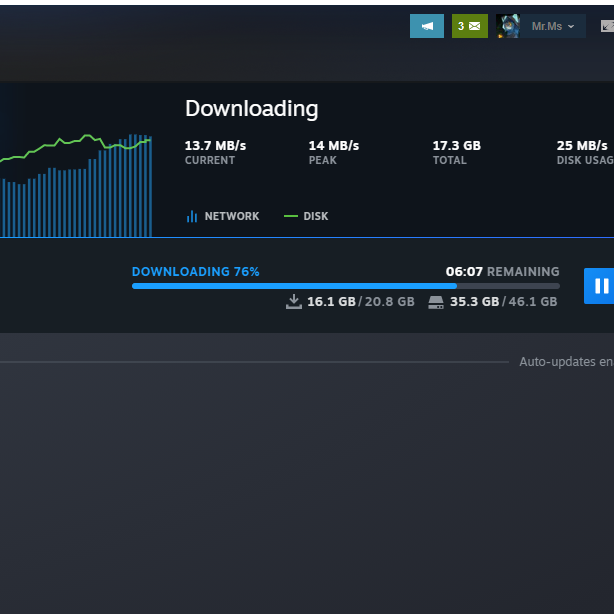 3
Mr.Ms
Downloading
13.7 MB/s 14 MB/s 17.3 GB 25 MB/s
CURRENT PEAK TOTAL DISK USAG
NETWORK DISK
DOWNLOADING 76% 06:07 REMAINING
16.1 GB / 20.8 GB 35.3 GB / 46.1 GB
Auto-updates en